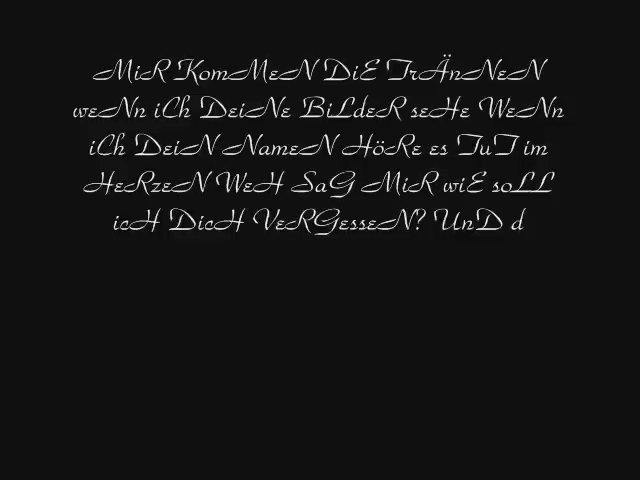 MiR KomMeN DiE TrÄnNeN
weNn iCh DeiNe BiLdeR seHe WeNn
iCh DeiN NameN HöRe es TuT im
HeRzeN WeH SaG MiR wiE soLL
icH DicH VeRGesseN? UnD d